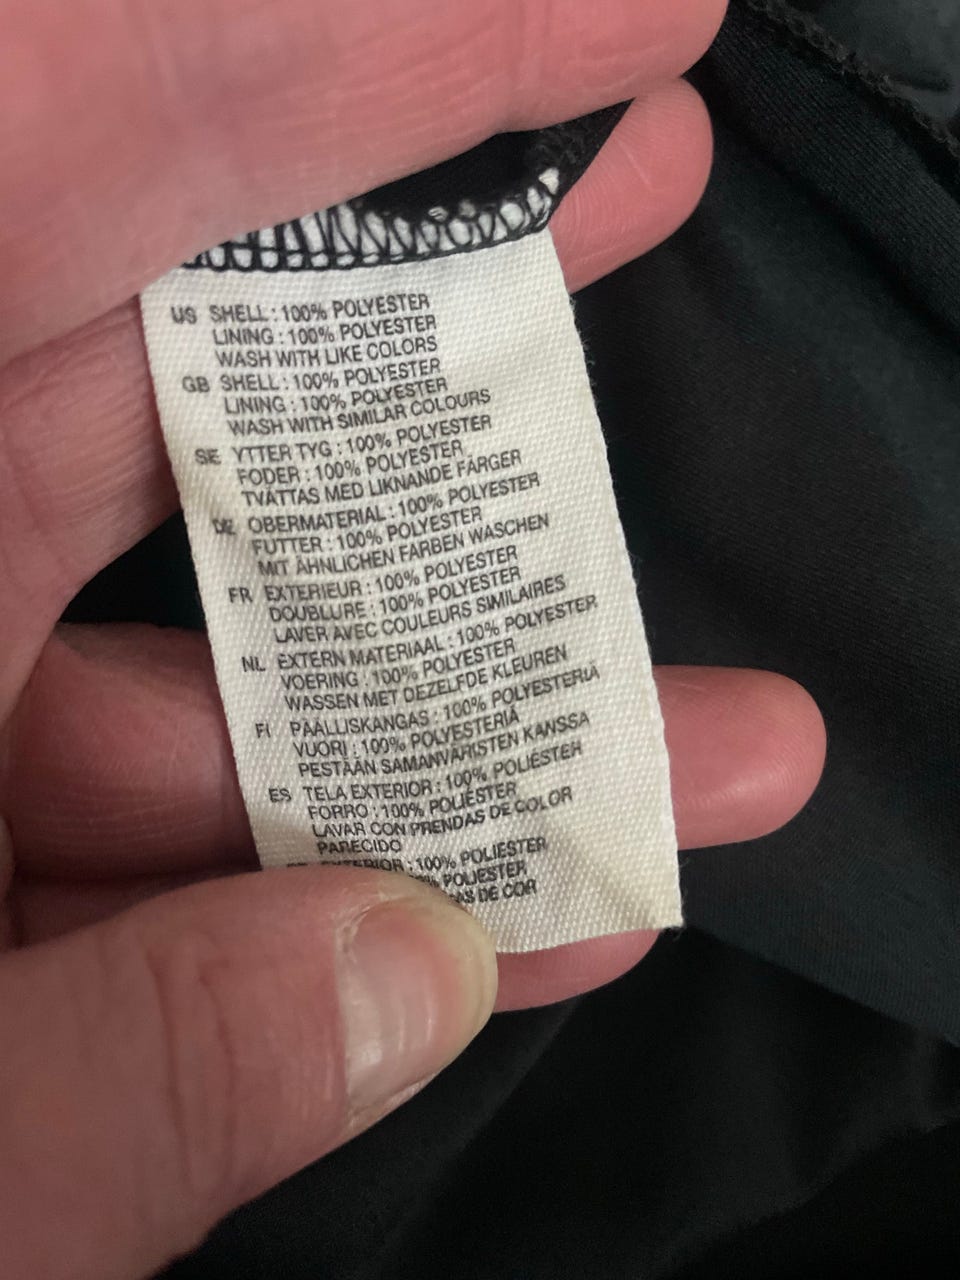 US SHELL : 100% POLYESTER
LINING : 100% POLYESTER
WASH WITH LIKE COLORS
GB SHELL : 100% POLYESTER
LINING : 100% POLYESTER
WASH WITH SIMILAR COLOURS
SE YTTER TYG : 100% POLYESTER
FODER : 100% POLYESTER
TVÄTTAS MED LIKNANDE FÄRGER
DE OBERMATERIAL : 100% POLYESTER
FUTTER : 100% POLYESTER
MIT ÄHNLICHEN FARBEN WASCHEN
FR EXTERIEUR : 100% POLYESTER
DOUBLURE : 100% POLYESTER
LAVER AVEC COULEURS SIMILAIRES
NL EXTERN MATERIAAL : 100% POLYESTER
VOERING : 100% POLYESTER
WASSEN MET DEZELFDE KLEUREN
FI PÄÄLLISKANGAS : 100% POLYESTERIÄ
VUORI : 100% POLYESTERIÄ
PESTÄÄN SAMANVÄRISTEN KANSSA
ES TELA EXTERIOR : 100% POLIÉSTER
FORRO : 100% POLIÉSTER
LAVAR CON PRENDAS DE COLOR
PARECIDO
EXTERIOR : 100% POLIÉSTER
POLIÉSTER
DE COR